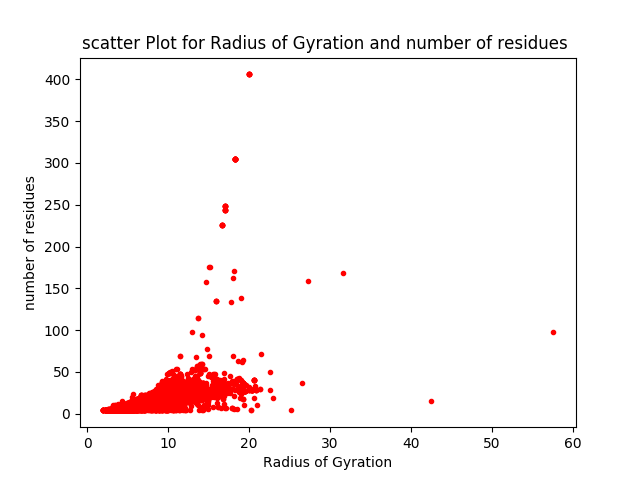 scatter Plot for Radius of Gyration and number of residues
400
350
300
250
200
150
100
50
0
number of residues
0 10 20 30 40 50 60
Radius of Gyration